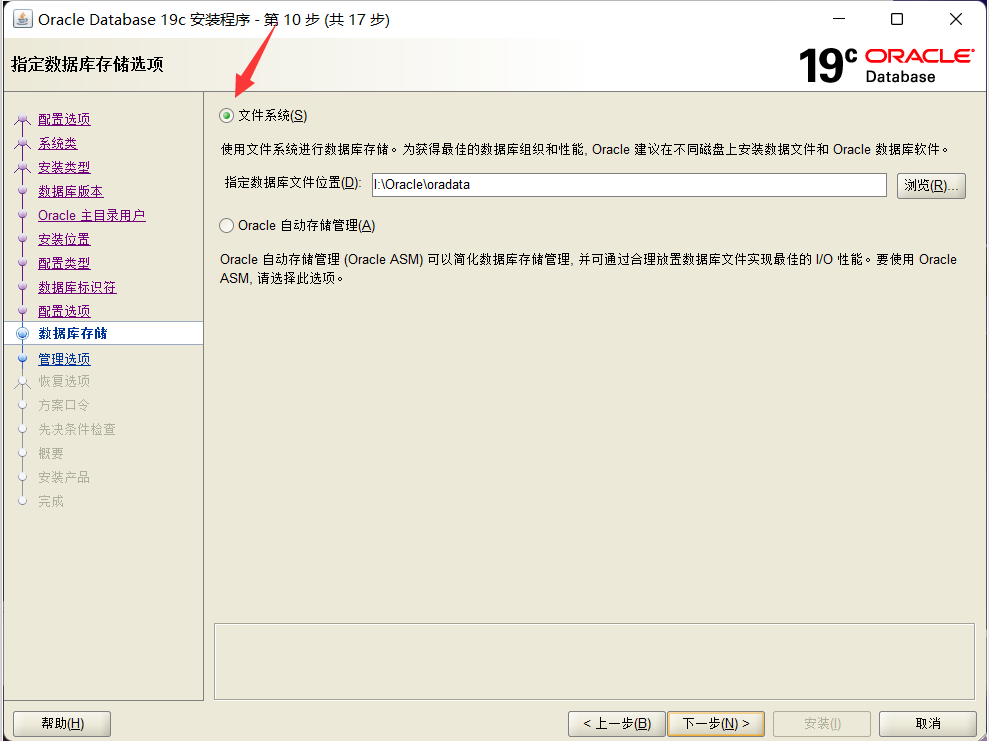 Oracle Database 19c 安装程序 - 第 10 步 (共 17 步)
指定数据库存储选项
19c ORACLE
Database
配置选项
系统类
安装类型
数据库版本
Oracle 主目录用户
安装位置
配置类型
数据库标识符
配置选项
数据库存储
管理选项
恢复选项
方案口令
先决条件检查
概要
安装产品
完成
文件系统(S)
使用文件系统进行数据库存储。为获得最佳的数据库组织和性能, Oracle 建议在不同磁盘上安装数据文件和 Oracle 数据库软件。
指定数据库文件位置(D): I:\Oracle\oradata 浏览(R)...
Oracle 自动存储管理(A)
Oracle 自动存储管理 (Oracle ASM) 可以简化数据库存储管理, 并可通过合理放置数据库文件实现最佳的 I/O 性能。要使用 Oracle
ASM, 请选择此选项。
帮助(H) < 上一步(B) 下一步(N) > 安装(I) 取消